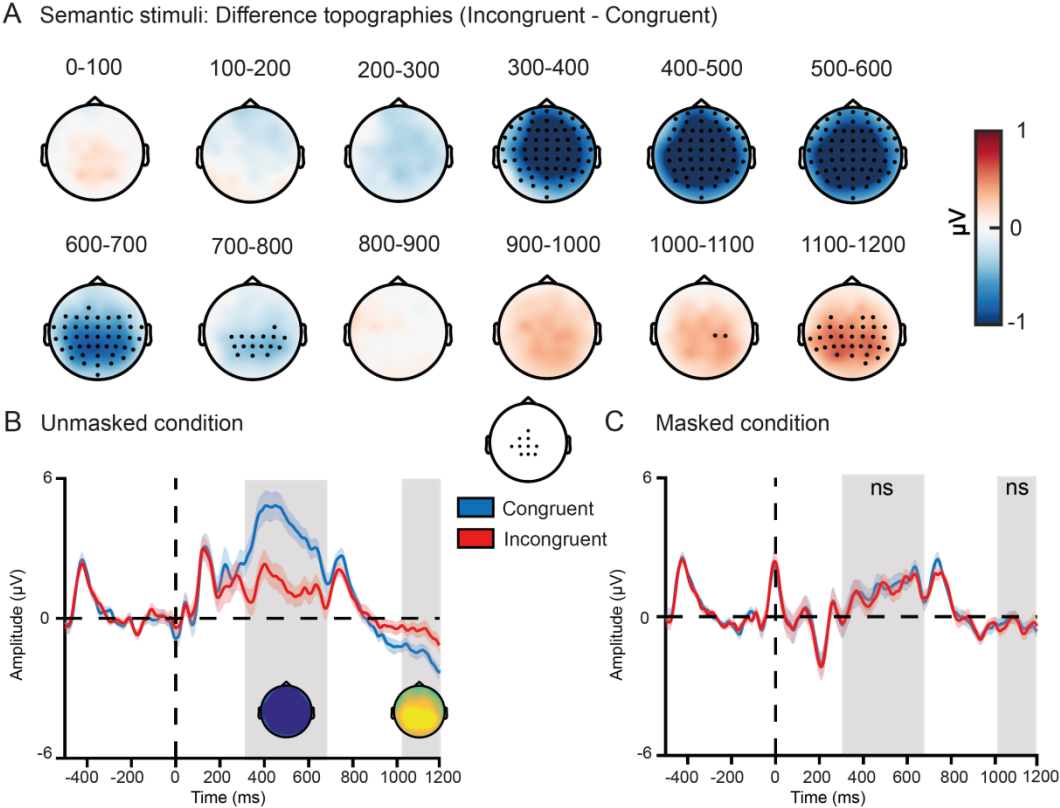 A Semantic stimuli: Difference topographies (Incongruent - Congruent)
0-100 100-200 200-300 300-400 400-500 500-600
1
0
-1
µV
600-700 700-800 800-900 900-1000 1000-1100 1100-1200
B Unmasked condition
C Masked condition
Congruent
Incongruent
6
0
-6
Amplitude (µV)
-400 -200 0 200 400 600 800 1000 1200
Time (ms)
6
0
-6
Amplitude (µV)
ns ns
-400 -200 0 200 400 600 800 1000 1200
Time (ms)